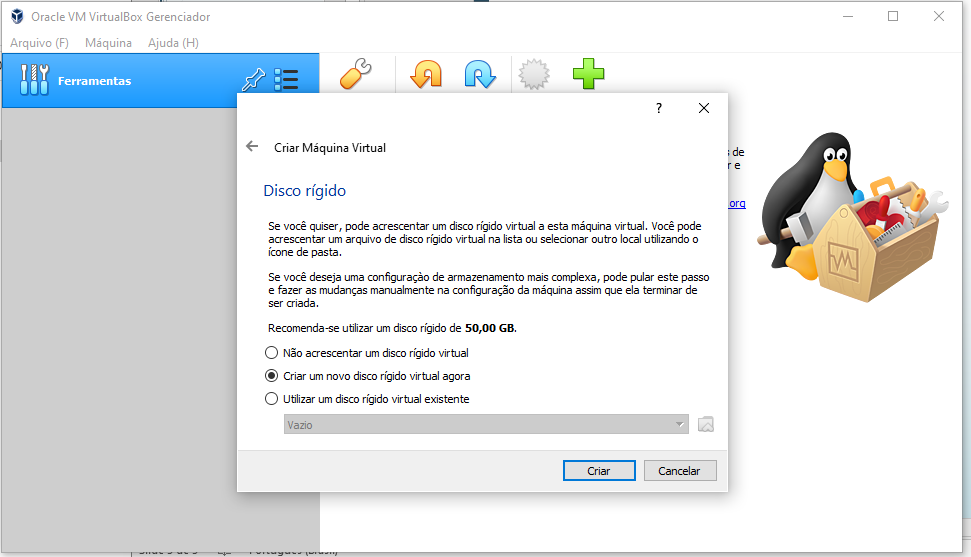 Oracle VM VirtualBox Gerenciador
Arquivo (F) Máquina Ajuda (H)
Ferramentas
?
Criar Máquina Virtual
s de
r e
.org
Disco rígido
Se você quiser, pode acrescentar um disco rígido virtual a esta máquina virtual. Você pode
acrescentar um arquivo de disco rígido virtual na lista ou selecionar outro local utilizando o
ícone de pasta.
Se você deseja uma configuração de armazenamento mais complexa, pode pular este passo
e fazer as mudanças manualmente na configuração da máquina assim que ela terminar de
ser criada.
Recomenda-se utilizar um disco rígido de 50,00 GB.
Não acrescentar um disco rígido virtual
Criar um novo disco rígido virtual agora
Utilizar um disco rígido virtual existente
Vazio
Criar Cancelar